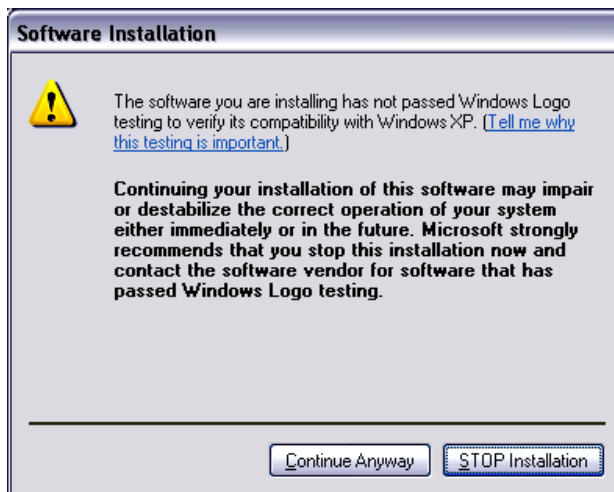 Software Installation
The software you are installing has not passed Windows Logo
testing to verify its compatibility with Windows XP. (Tell me why
this testing is important.)
Continuing your installation of this software may impair
or destabilize the correct operation of your system
either immediately or in the future. Microsoft strongly
recommends that you stop this installation now and
contact the software vendor for software that has
passed Windows Logo testing.
Continue Anyway
STOP Installation